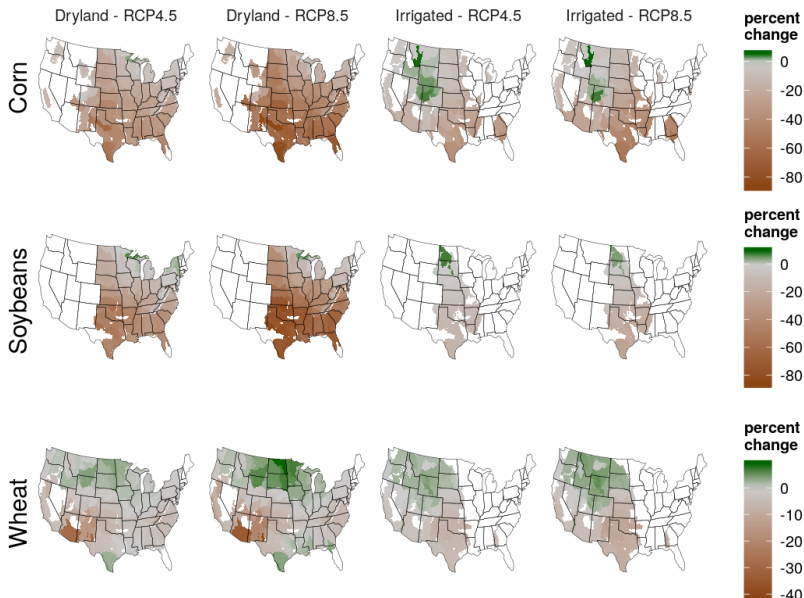 Dryland - RCP4.5
Dryland - RCP8.5
Irrigated - RCP4.5
Irrigated - RCP8.5
Corn
percent
change
0
-20
-40
-60
-80
Soybeans
percent
change
0
-20
-40
-60
-80
Wheat
percent
change
0
-10
-20
-30
-40